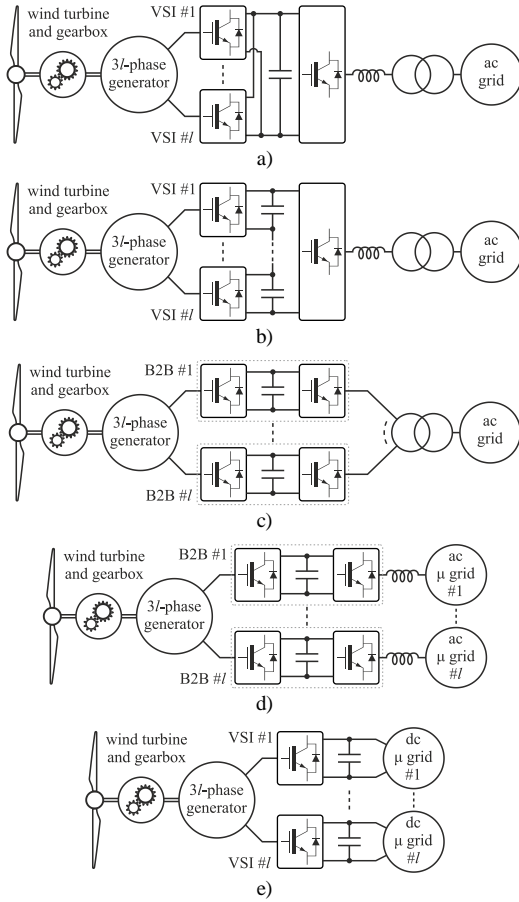 wind turbine
and gearbox
3l-phase
generator
VSI #1
VSI #l
ac
grid
a)
wind turbine
and gearbox
3l-phase
generator
VSI #1
VSI #l
ac
grid
b)
wind turbine
and gearbox
3l-phase
generator
B2B #1
B2B #l
ac
grid
c)
wind turbine
and gearbox
3l-phase
generator
B2B #1
B2B #l
ac
μ grid
#1
ac
μ grid
#l
d)
wind turbine
and gearbox
3l-phase
generator
VSI #1
VSI #l
dc
μ grid
#1
dc
μ grid
#l
e)